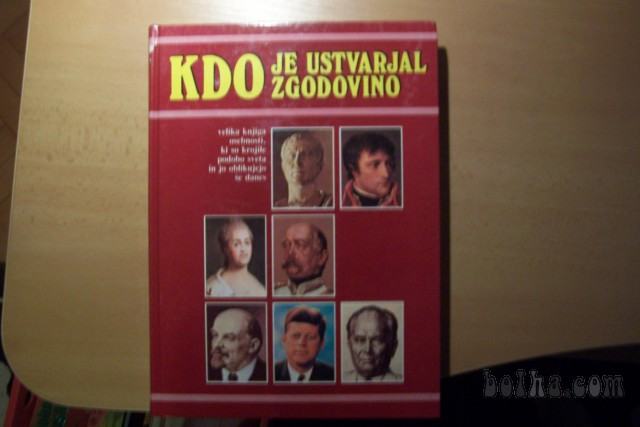 KDO JE USTVARJAL
ZGODOVINO
velika knjiga
osebnosti,
ki so krojile
podobo sveta
in jo oblikujejo
še danes
bolha.com